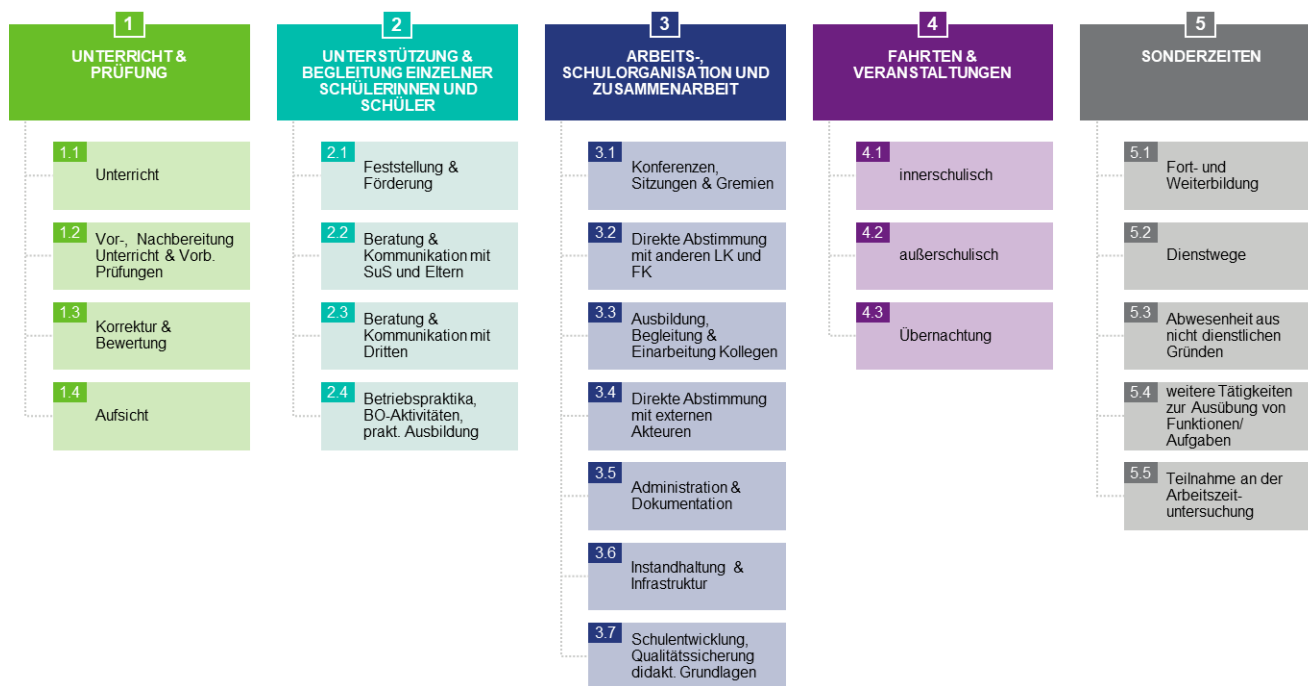 1
UNTERRICHT &
PRÜFUNG
1.1
Unterricht
1.2
Vor-, Nachbereitung
Unterricht & Vorb.
Prüfungen
1.3
Korrektur &
Bewertung
1.4
Aufsicht
2
UNTERSTÜTZUNG &
BEGLEITUNG EINZELNER
SCHÜLERINNEN UND
SCHÜLER
2.1
Feststellung &
Förderung
2.2
Beratung &
Kommunikation mit
SuS und Eltern
2.3
Beratung &
Kommunikation mit
Dritten
2.4
Betriebspraktika,
BO-Aktivitäten,
prakt. Ausbildung
3
ARBEITS-,
SCHULORGANISATION UND
ZUSAMMENARBEIT
3.1
Konferenzen,
Sitzungen & Gremien
3.2
Direkte Abstimmung
mit anderen LK und
FK
3.3
Ausbildung,
Begleitung &
Einarbeitung Kollegen
3.4
Direkte Abstimmung
mit externen
Akteuren
3.5
Administration &
Dokumentation
3.6
Instandhaltung &
Infrastruktur
3.7
Schulentwicklung,
Qualitätssicherung
didakt. Grundlagen
4
FAHRTEN &
VERANSTALTUNGEN
4.1
innerschulisch
4.2
außerschulisch
4.3
Übernachtung
5
SONDERZEITEN
5.1
Fort- und
Weiterbildung
5.2
Dienstwege
5.3
Abwesenheit aus
nicht dienstlichen
Gründen
5.4
weitere Tätigkeiten
zur Ausübung von
Funktionen/
Aufgaben
5.5
Teilnahme an der
Arbeitszeit-
untersuchung